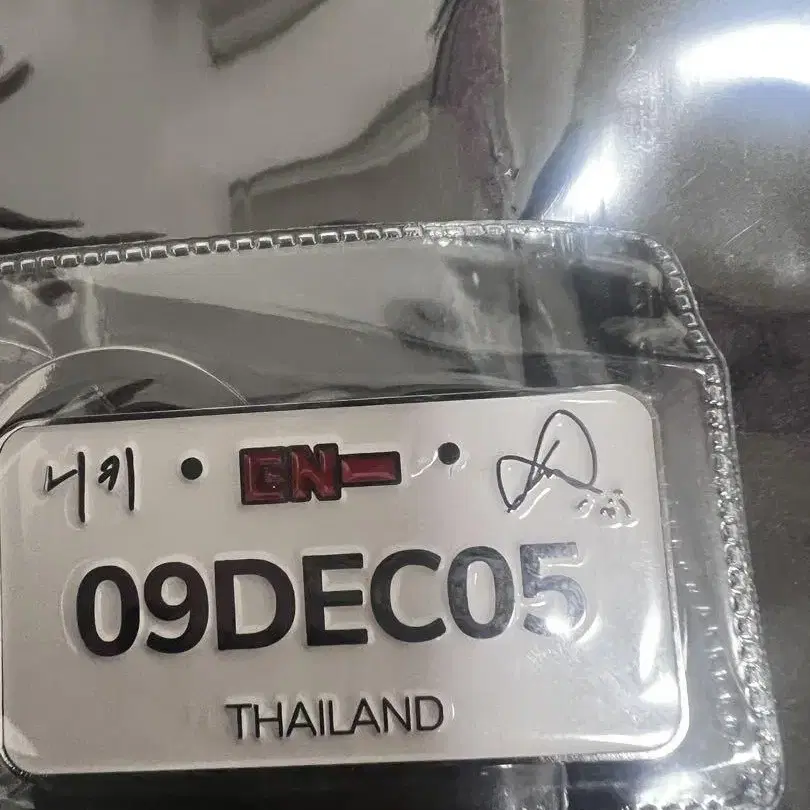 니키 • EN-
09DEC05
THAILAND